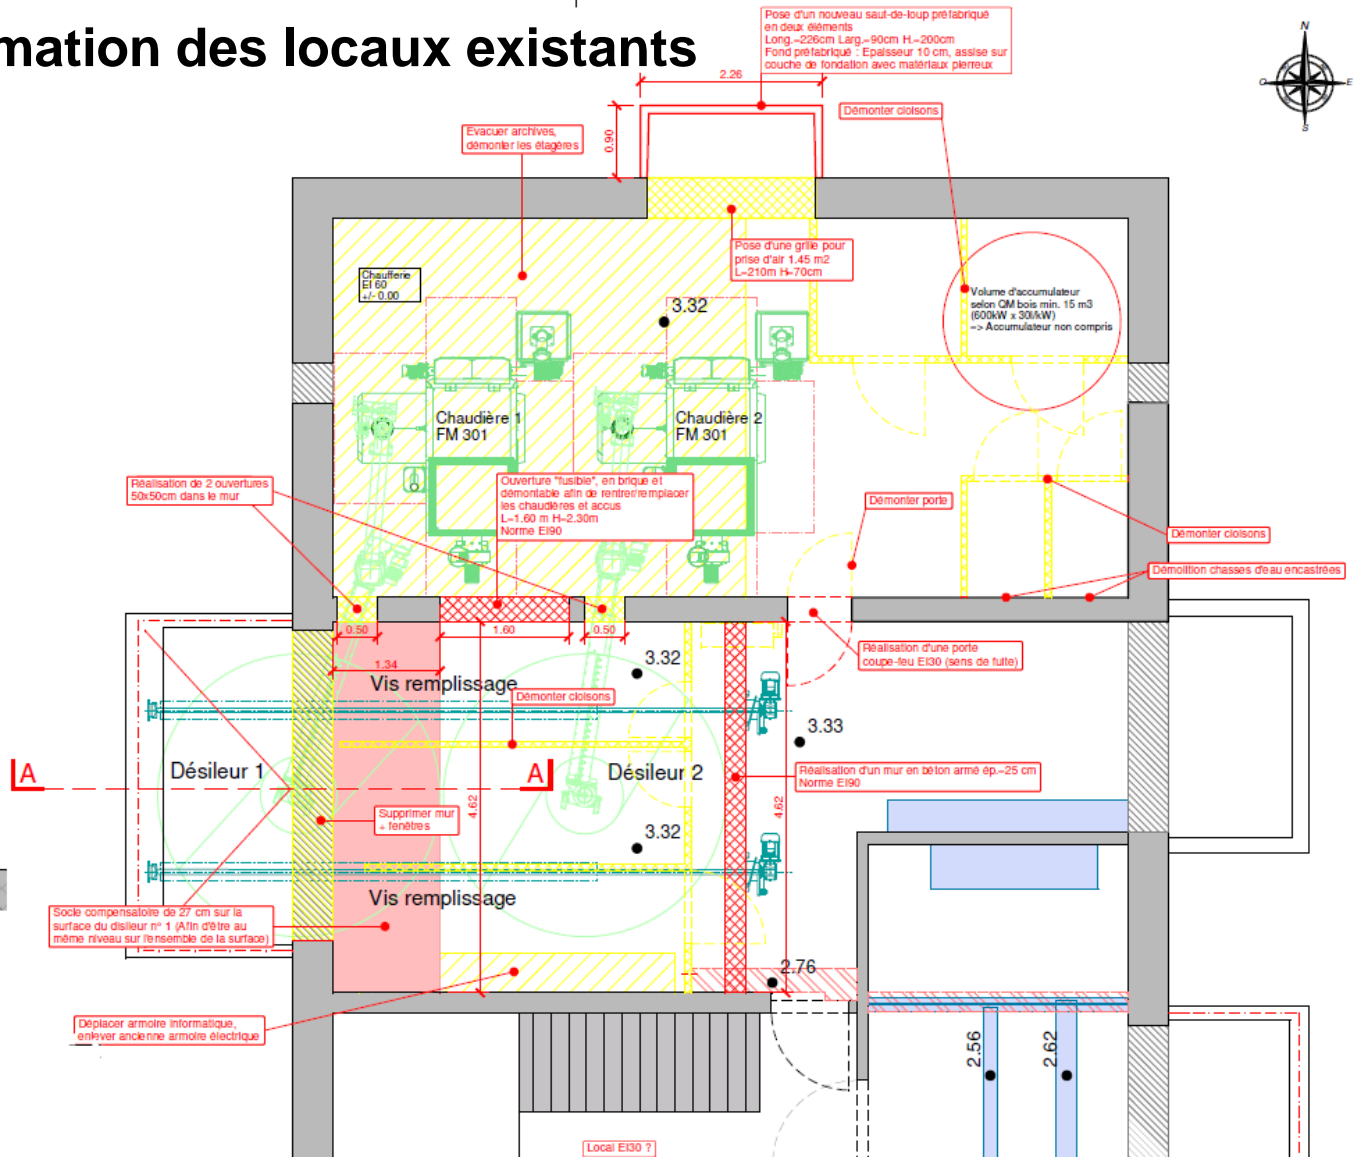 mation des locaux existants
Pose d'un nouveau saut-de-loup préfabriqué
en deux éléments
Long.=226cm Larg.=90cm H.=200cm
Fond préfabriqué : Epaisseur 10 cm, assise sur
couche de fondation avec matériaux pierreux
N
O
E
S
2.26
0.90
Démonter cloisons
Evacuer archives,
démonter les étagères
Pose d'une grille pour
prise d'air 1.45 m2
L=210m H=70cm
Chaufferie
EI 60
+/- 0.00
3.32
Volume d'accumulateur
selon QM bois min. 15 m3
(600kW x 30l/kW)
=> Accumulateur non compris
Chaudière 1
FM 301
Chaudière 2
FM 301
Réalisation de 2 ouvertures
50x50cm dans le mur
Ouverture "fusible", en brique et
démontable afin de rentrer/remplacer
les chaudières et accus
L=1.60 m H=2.30m
Norme EI90
Démonter porte
Démonter cloisons
Démolition chasses d'eau encastrées
0.50
1.60
0.50
1.34
Réalisation d'une porte
coupe-feu EI30 (sens de fuite)
3.32
Vis remplissage
Démonter cloisons
3.33
A
Désileur 1
A
Désileur 2
Réalisation d'un mur en béton armé ép.=25 cm
Norme EI90
4.62
4.62
Supprimer mur
+ fenêtres
3.32
Vis remplissage
Socle compensatoire de 27 cm sur la
surface du disileur n° 1 (Afin d'être au
même niveau sur l'ensemble de la surface)
2.76
Déplacer armoire informatique,
enlever ancienne armoire électrique
2.56
2.62
Local EI30 ?